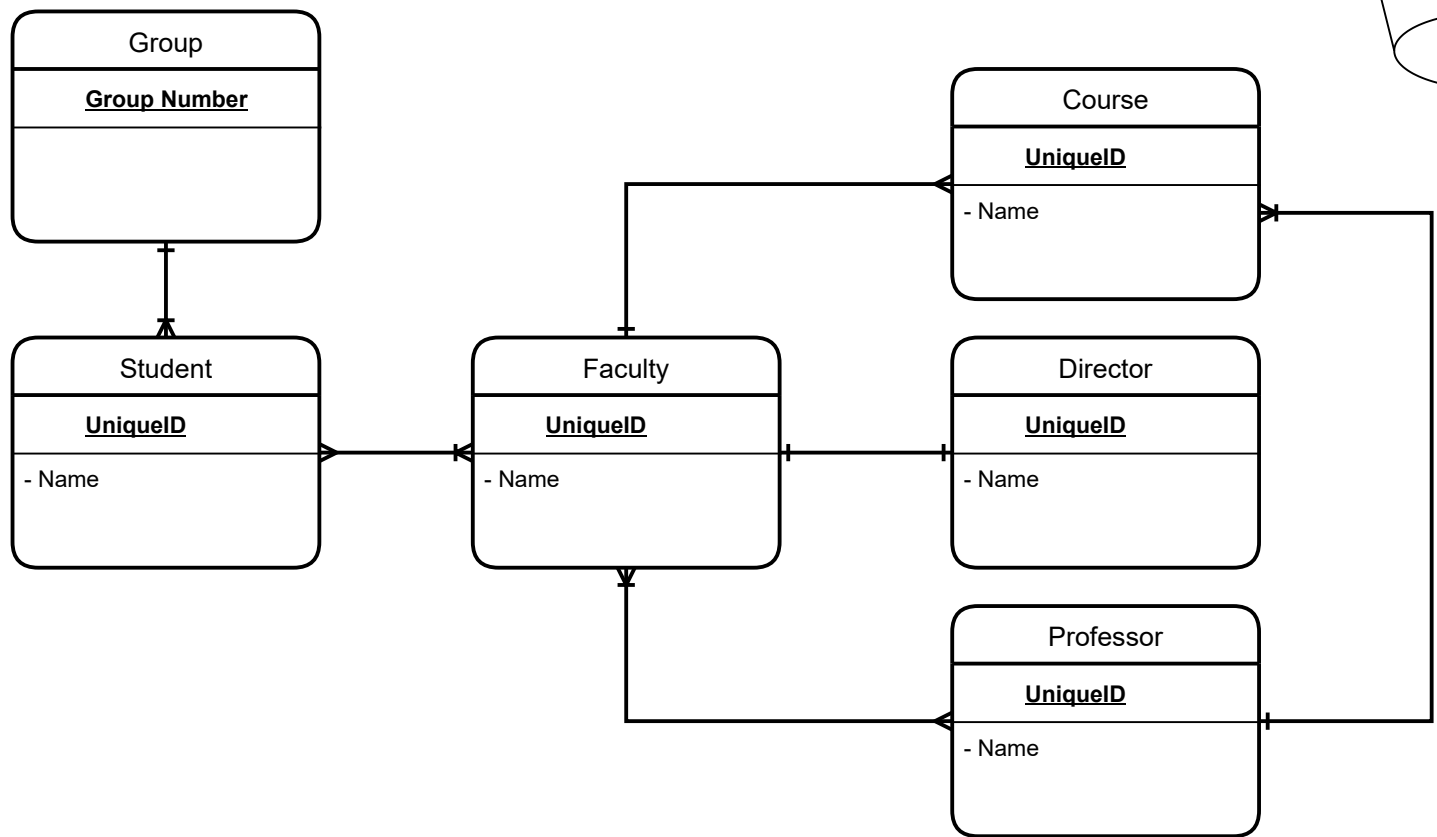 Group
Group Number
Student
UniqueID
- Name
Faculty
UniqueID
- Name
Course
UniqueID
- Name
Director
UniqueID
- Name
Professor
UniqueID
- Name